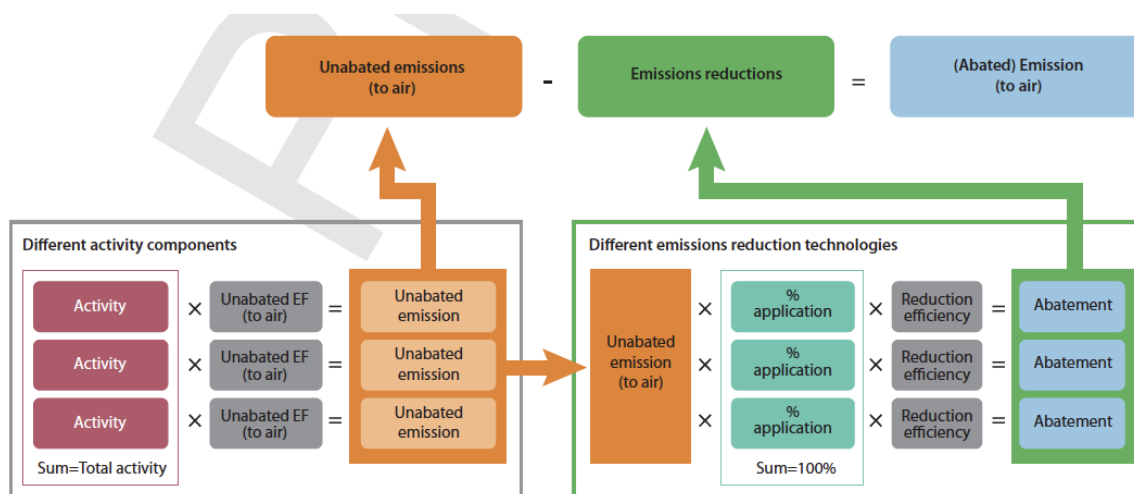 Unabated emissions
(to air)
-
Emissions reductions
=
(Abated) Emission
(to air)
Different activity components
Activity × Unabated EF
(to air) = Unabated
emission
Activity × Unabated EF
(to air) = Unabated
emission
Activity × Unabated EF
(to air) = Unabated
emission
Sum=Total activity
Different emissions reduction technologies
Unabated
emission
(to air)
× %
application × Reduction
efficiency = Abatement
× %
application × Reduction
efficiency = Abatement
× %
application × Reduction
efficiency = Abatement
Sum=100%